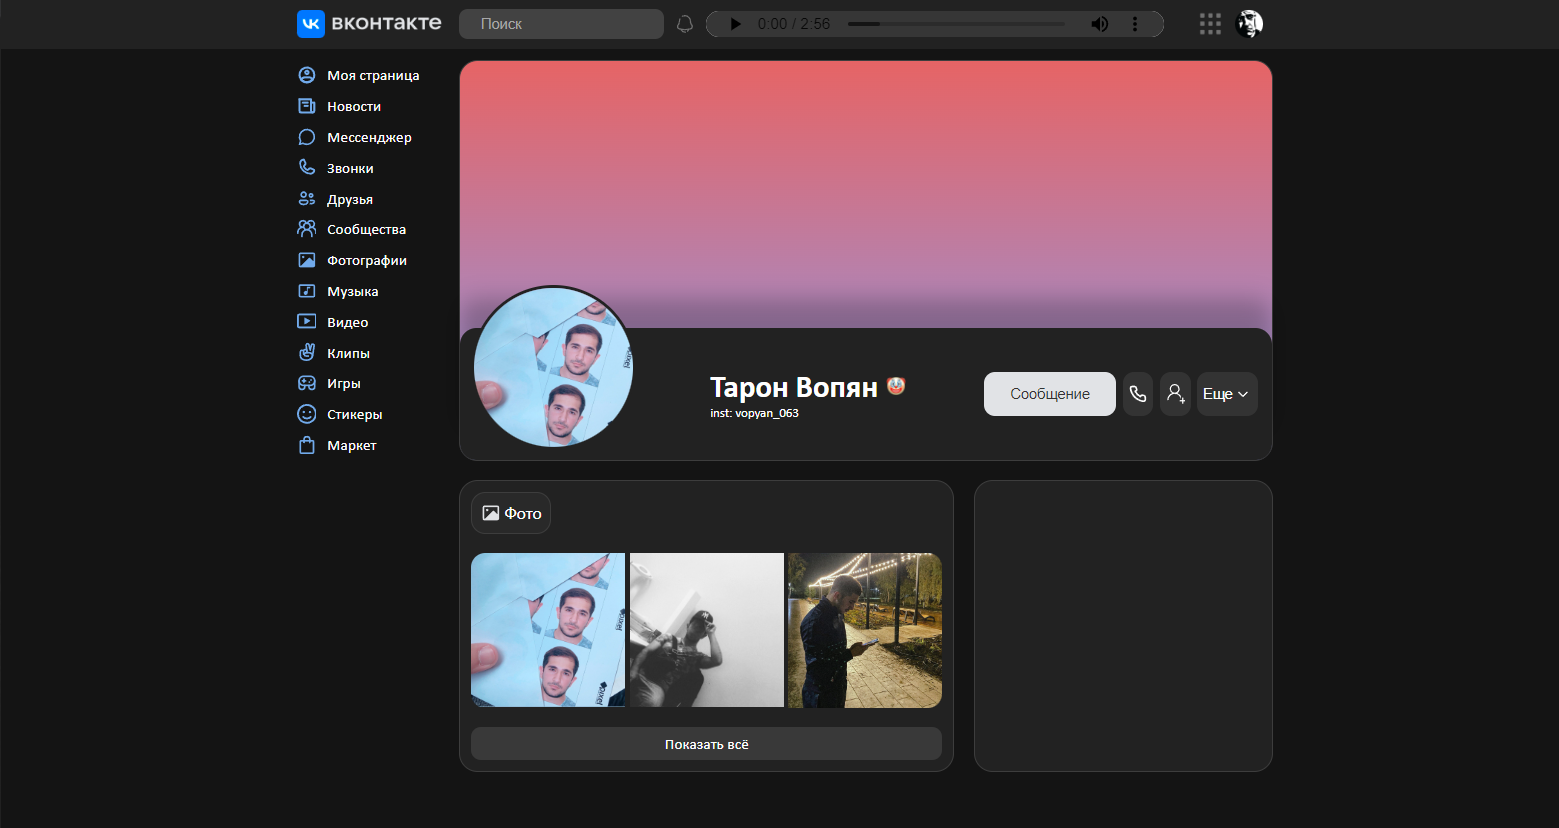 вконтакте
Поиск
0:00 / 2:56
Моя страница
Новости
Мессенджер
Звонки
Друзья
Сообщества
Фотографии
Музыка
Видео
Клипы
Игры
Стикеры
Маркет
Тарон Вопян 🤡
inst: vopyan_063
Сообщение
Еще
Фото
Показать всё